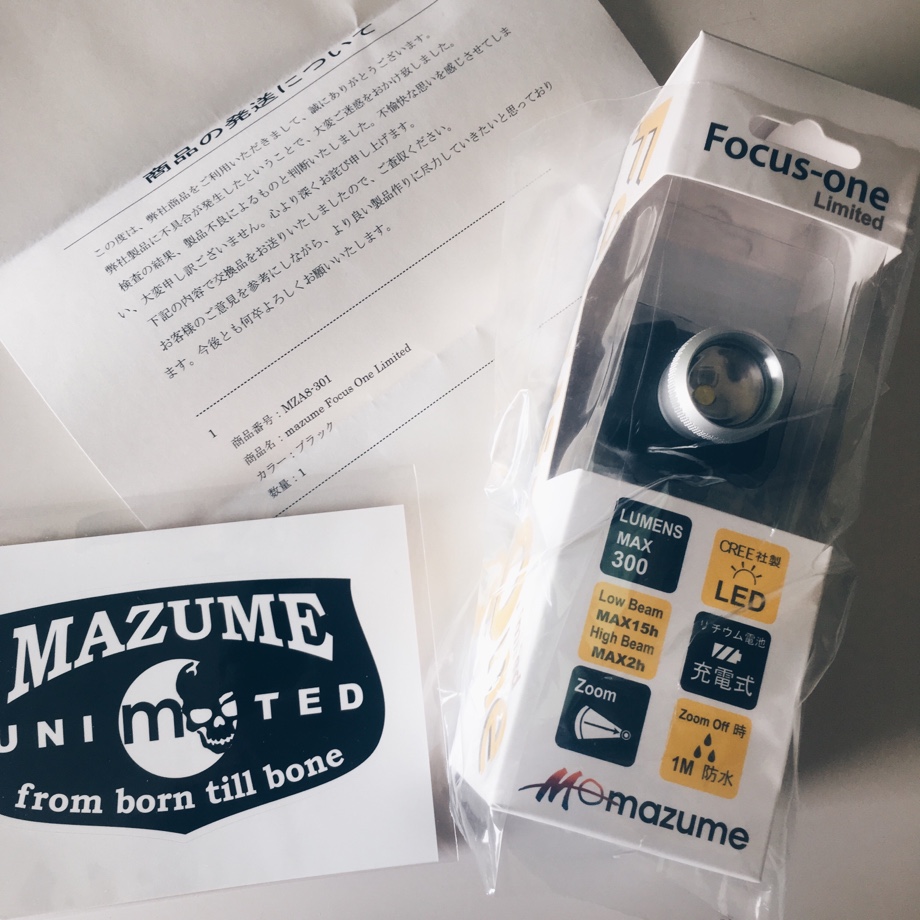 商品の発送について
この度は、弊社商品をご利用いただきまして、誠にありがとうございます。
弊社製品に不具合が発生したということで、大変ご迷惑をおかけ致しました。
検査の結果、製品不良によるものと判断いたしました。不愉快な思いを感じさせてしま
い、大変申し訳ございません。心より深くお詫び申し上げます。
下記の内容で交換品をお送りいたしましたので、ご査収ください。
お客様のご意見を参考にしながら、より良い製品作りに尽力していきたいと思っており
ます。今後とも何卒よろしくお願いいたします。
1 商品番号：MZA8-301
商品名：mazume Focus One Limited
カラー：ブラック
数量：1
Focus-one
Limited
LUMENS
MAX
300
CREE社製
LED
Low Beam
MAX15h
High Beam
MAX2h
リチウム電池
充電式
Zoom
Zoom Off 時
1M 防水
mazume
MAZUME
UNI m TED
from born till bone